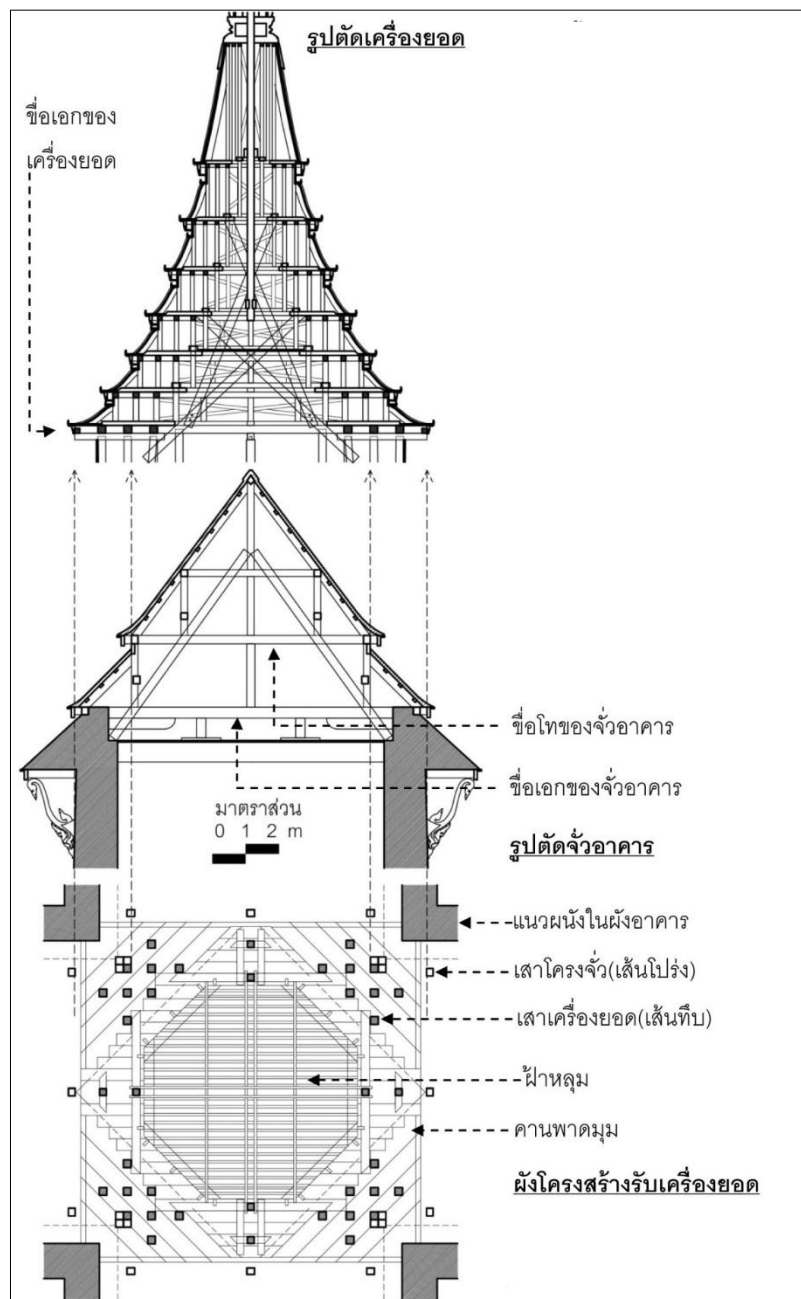 รูปตัดเครื่องยอด
ขื่อเอกของ
เครื่องยอด
ขื่อโทของจั่วอาคาร
ขื่อเอกของจั่วอาคาร
มาตราส่วน
0 1 2 m
รูปตัดจั่วอาคาร
แนวผนังในผังอาคาร
เสาโครงจั่ว(เส้นโปร่ง)
เสาเครื่องยอด(เส้นทึบ)
ฝ้าหลุม
คานพาดมุม
ผังโครงสร้างรับเครื่องยอด